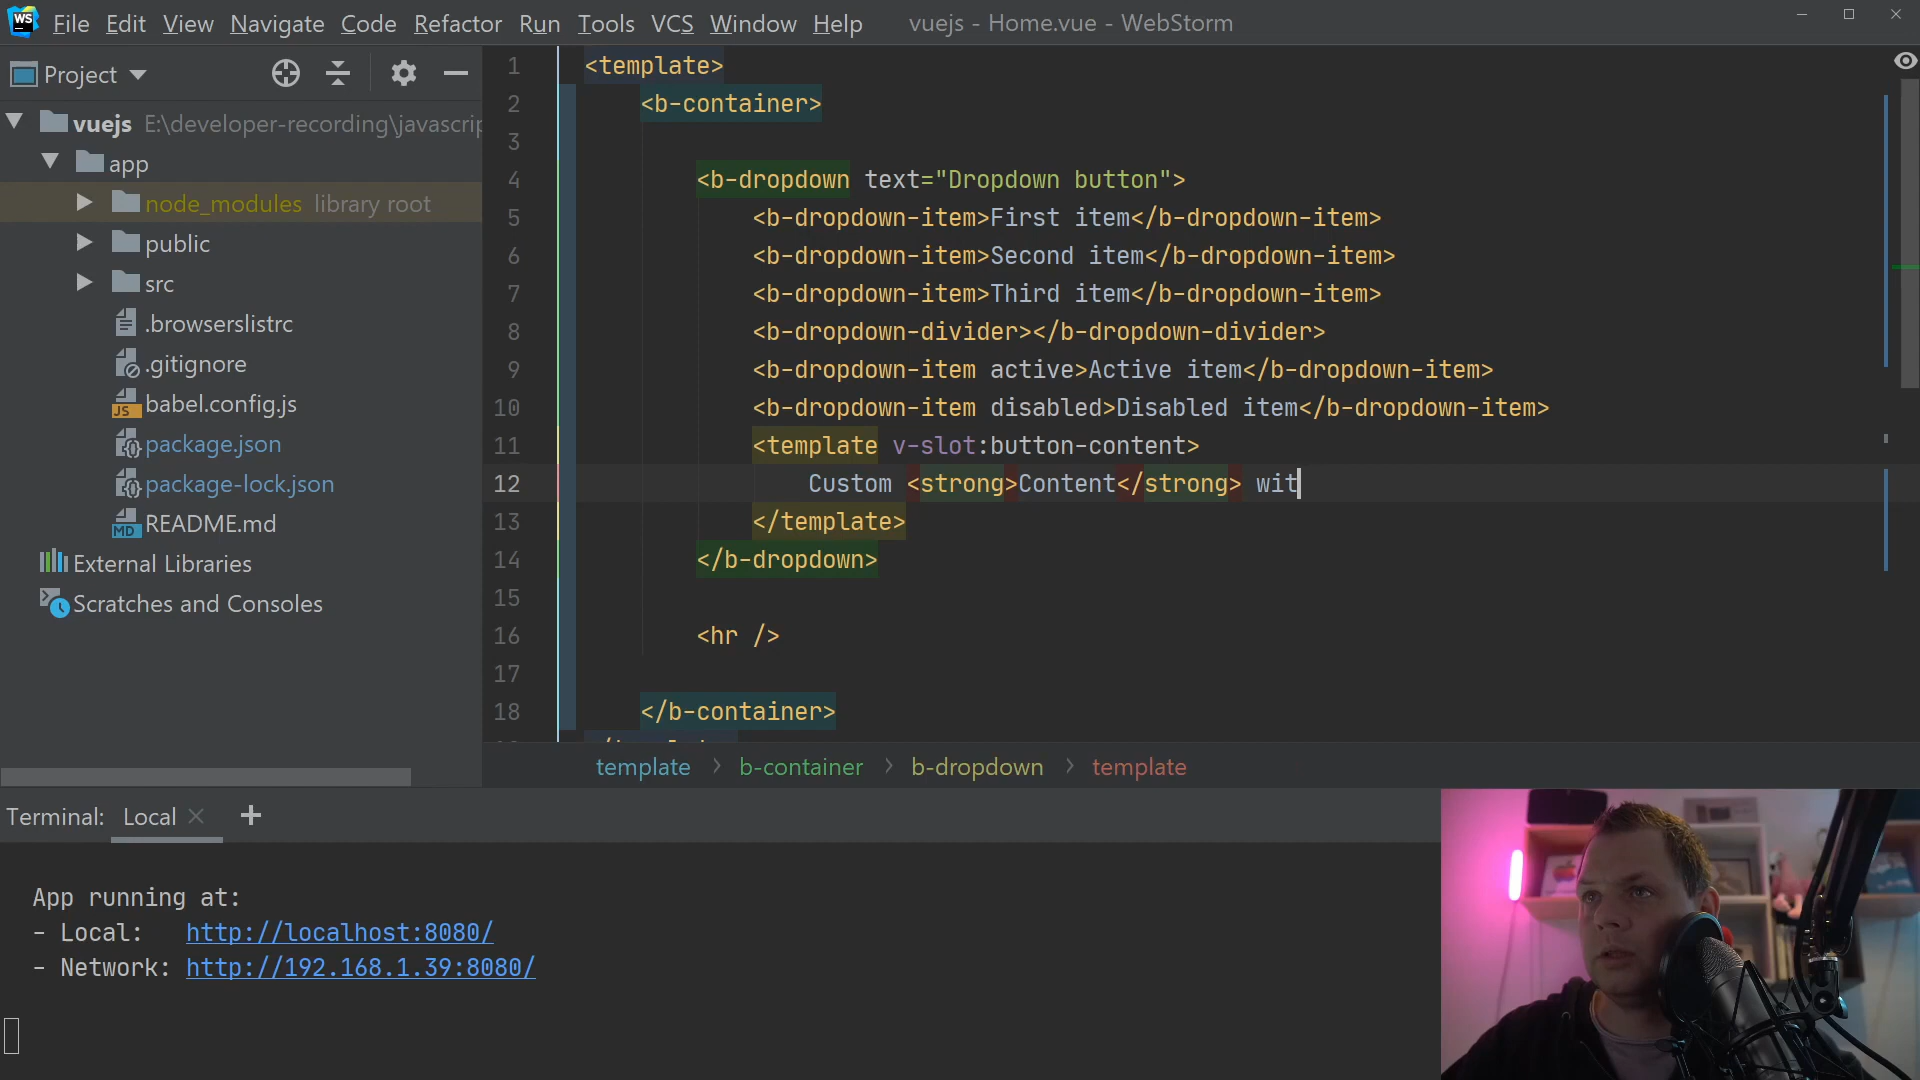 WS File Edit View Navigate Code Refactor Run Tools VCS Window Help vuejs - Home.vue - WebStorm
Project
vuejs E:\developer-recording\javascrip
app
node_modules library root
public
src
.browserslistrc
.gitignore
JS babel.config.js
package.json
package-lock.json
MD README.md
External Libraries
Scratches and Consoles
1 <template>
2 <b-container>
3
4 <b-dropdown text="Dropdown button">
5 <b-dropdown-item>First item</b-dropdown-item>
6 <b-dropdown-item>Second item</b-dropdown-item>
7 <b-dropdown-item>Third item</b-dropdown-item>
8 <b-dropdown-divider></b-dropdown-divider>
9 <b-dropdown-item active>Active item</b-dropdown-item>
10 <b-dropdown-item disabled>Disabled item</b-dropdown-item>
11 <template v-slot:button-content>
12 Custom <strong>Content</strong> wit
13 </template>
14 </b-dropdown>
15
16 <hr />
17
18 </b-container>
template > b-container > b-dropdown > template
Terminal: Local × +
App running at:
- Local: http://localhost:8080/
- Network: http://192.168.1.39:8080/